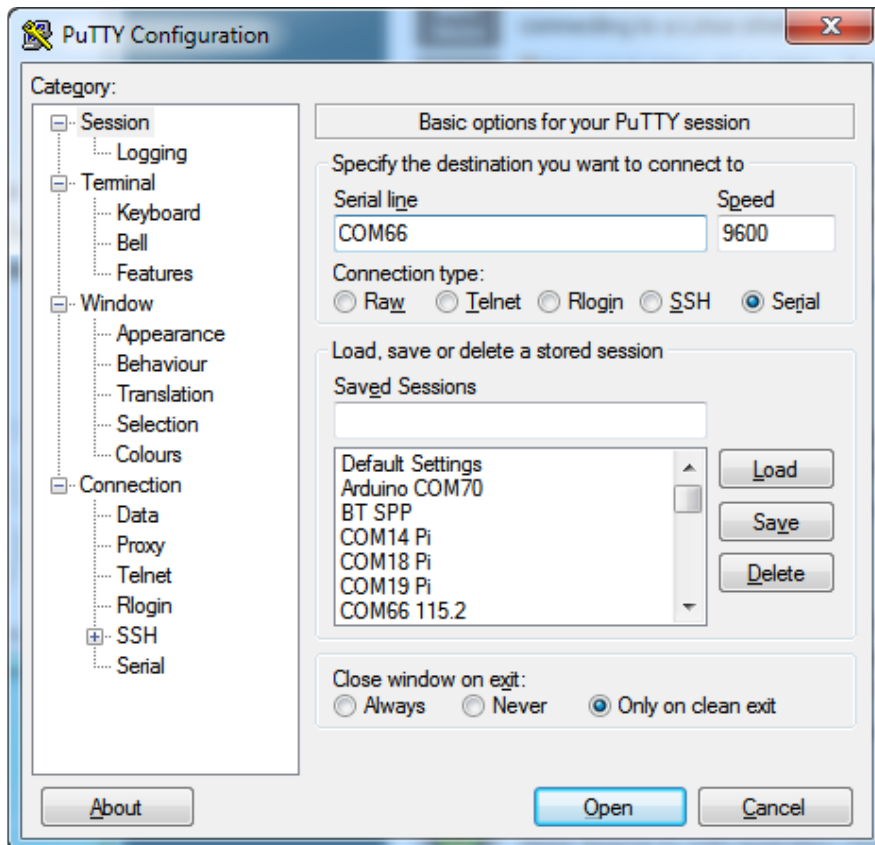 PuTTY Configuration
X
Category:
Session
Logging
Terminal
Keyboard
Bell
Features
Window
Appearance
Behaviour
Translation
Selection
Colours
Connection
Data
Proxy
Telnet
Rlogin
SSH
Serial
Basic options for your PuTTY session
Specify the destination you want to connect to
Serial line Speed
COM66 9600
Connection type:
Raw Telnet Rlogin SSH Serial
Load, save or delete a stored session
Saved Sessions
Default Settings
Arduino COM70
BT SPP
COM14 Pi
COM18 Pi
COM19 Pi
COM66 115.2
Load
Save
Delete
Close window on exit:
Always Never Only on clean exit
About Open Cancel